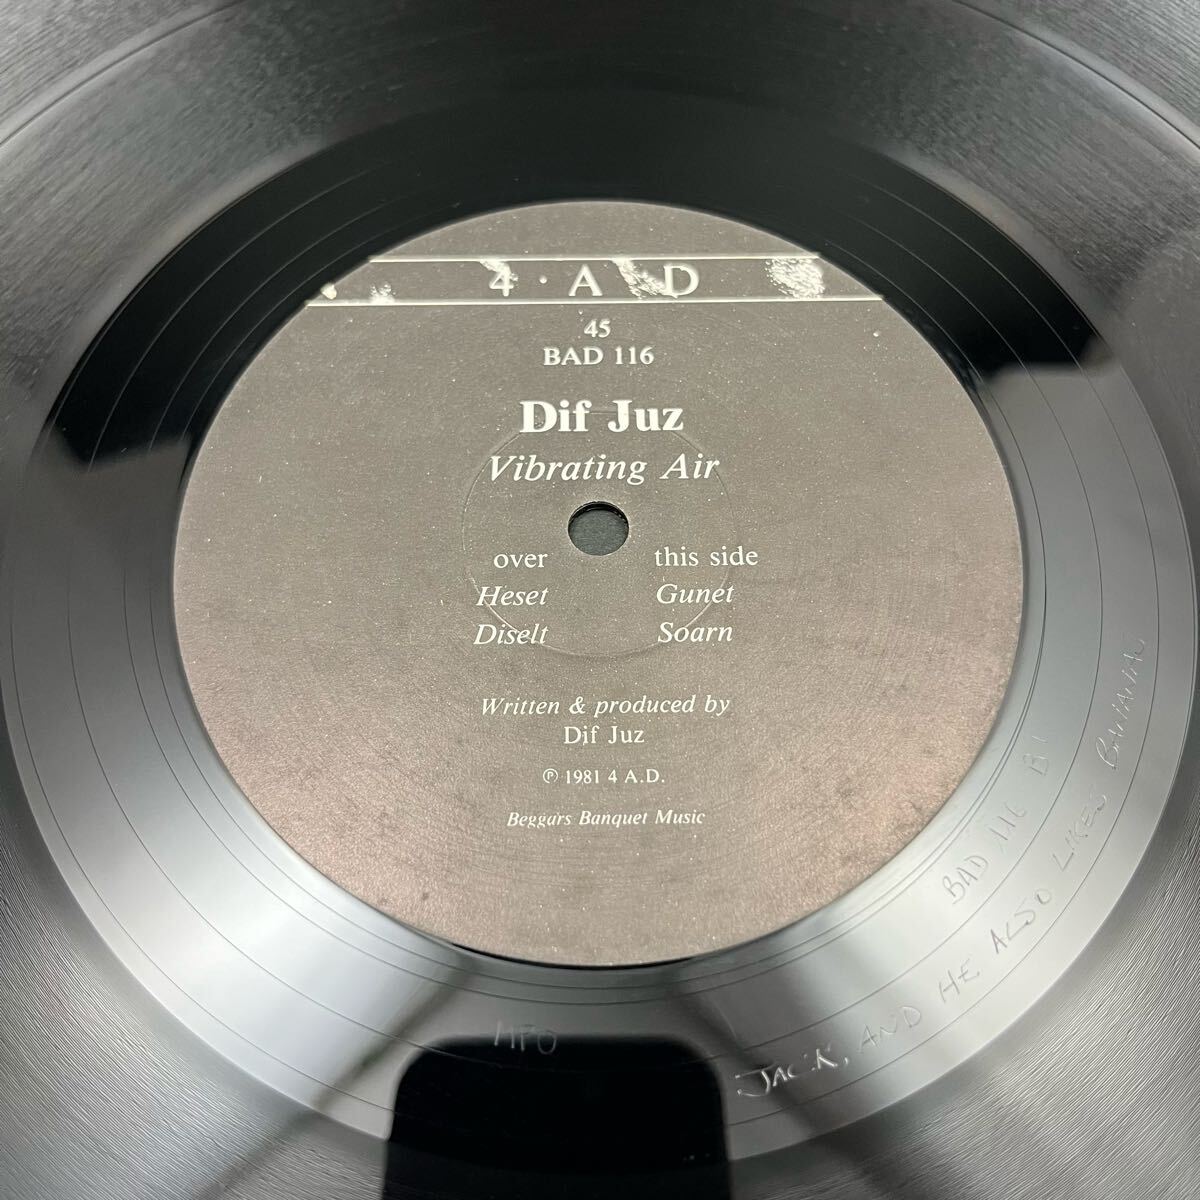 4 · A D
45
BAD 116
Dif Juz
Vibrating Air
over this side
Heset Gunet
Diselt Soarn
Written & produced by
Dif Juz
℗ 1981 4 A.D.
Beggars Banquet Music
BAD 116 B1
JACK, AND HE ALSO LIKES